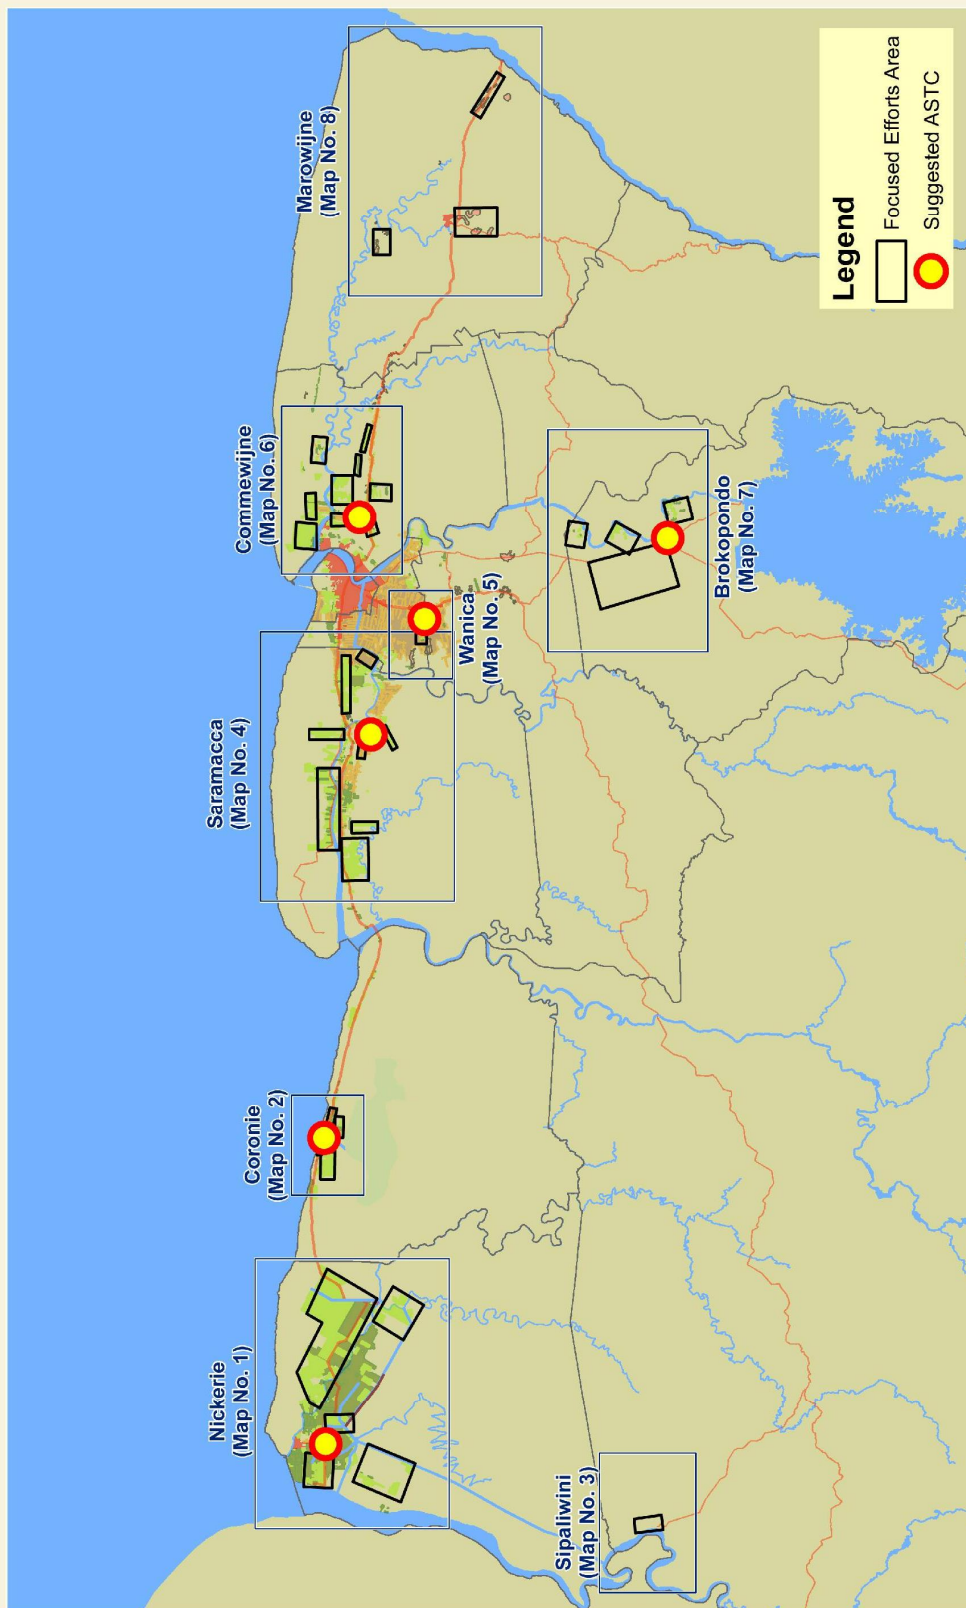 Nickerie
(Map No. 1)
Coronie
(Map No. 2)
Sipaliwini
(Map No. 3)
Saramacca
(Map No. 4)
Wanica
(Map No. 5)
Commewijne
(Map No. 6)
Brokopondo
(Map No. 7)
Marowijne
(Map No. 8)
Legend
Focused Efforts Area
Suggested ASTC